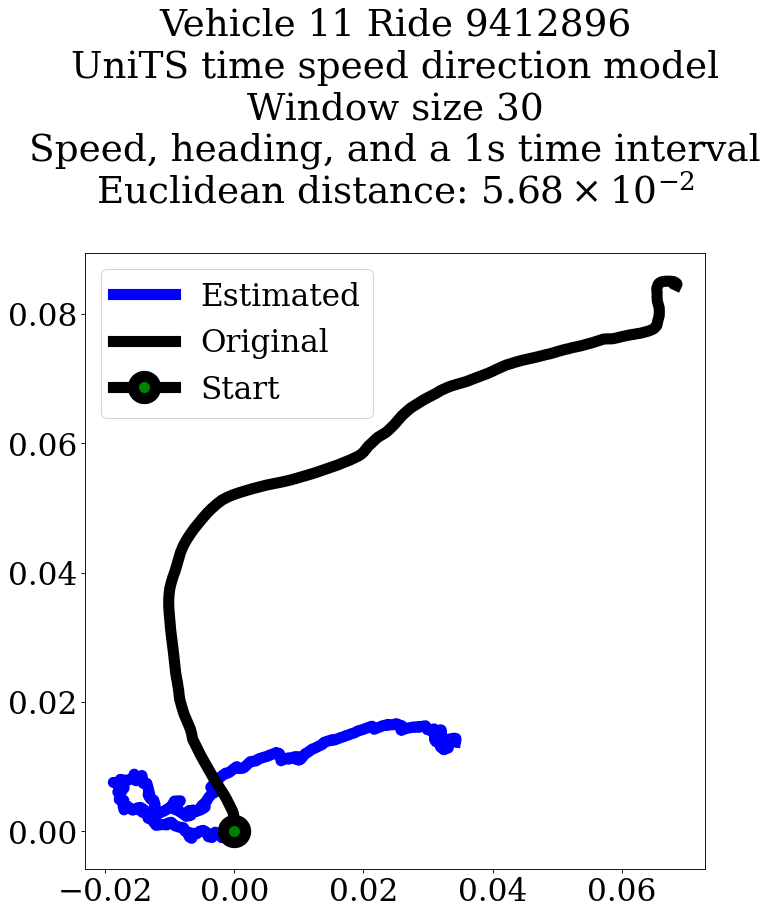 Vehicle 11 Ride 9412896
UniTS time speed direction model
Window size 30
Speed, heading, and a 1s time interval
Euclidean distance: 5.68 × 10⁻²
Estimated
Original
Start
0.08
0.06
0.04
0.02
0.00
−0.02 0.00 0.02 0.04 0.06